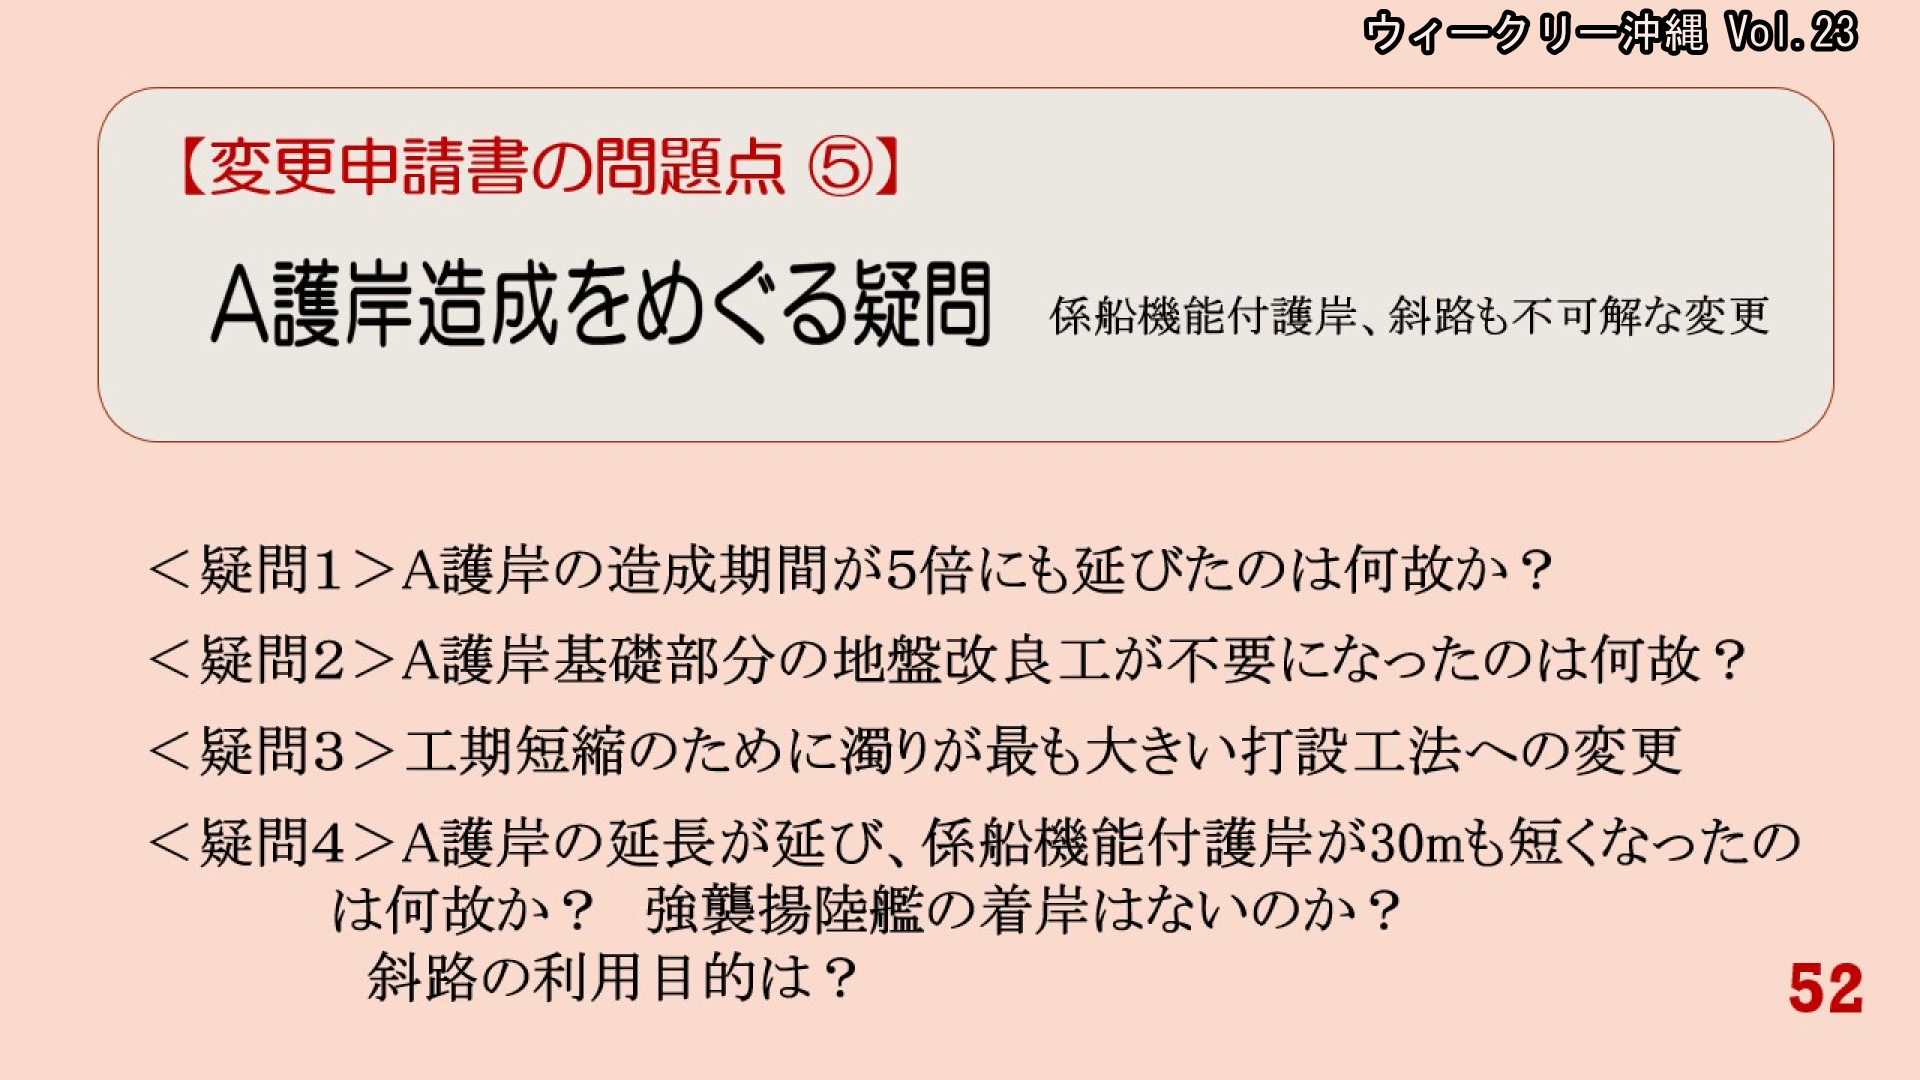 ウィークリー沖縄 Vol.23
【変更申請書の問題点 ⑤】
A護岸造成をめぐる疑問 係船機能付護岸、斜路も不可解な変更
＜疑問１＞A護岸の造成期間が5倍にも延びたのは何故か？
＜疑問２＞A護岸基礎部分の地盤改良工が不要になったのは何故？
＜疑問３＞工期短縮のために濁りが最も大きい打設工法への変更
＜疑問４＞A護岸の延長が延び、係船機能付護岸が30mも短くなったの
は何故か？ 強襲揚陸艦の着岸はないのか？
斜路の利用目的は？
52